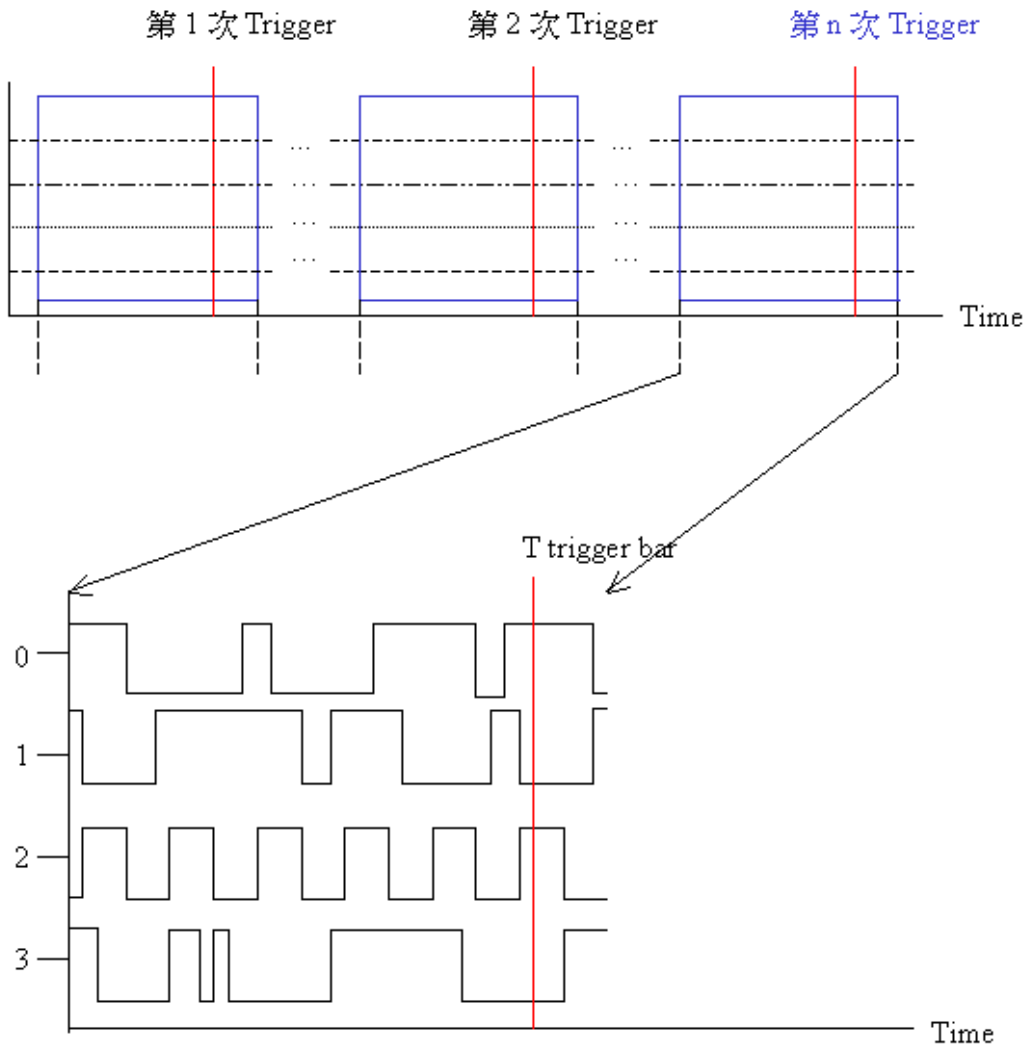 第 1 次 Trigger
第 2 次 Trigger
第 n 次 Trigger
...
...
...
...
...
...
...
...
Time
T trigger bar
0
1
2
3
Time